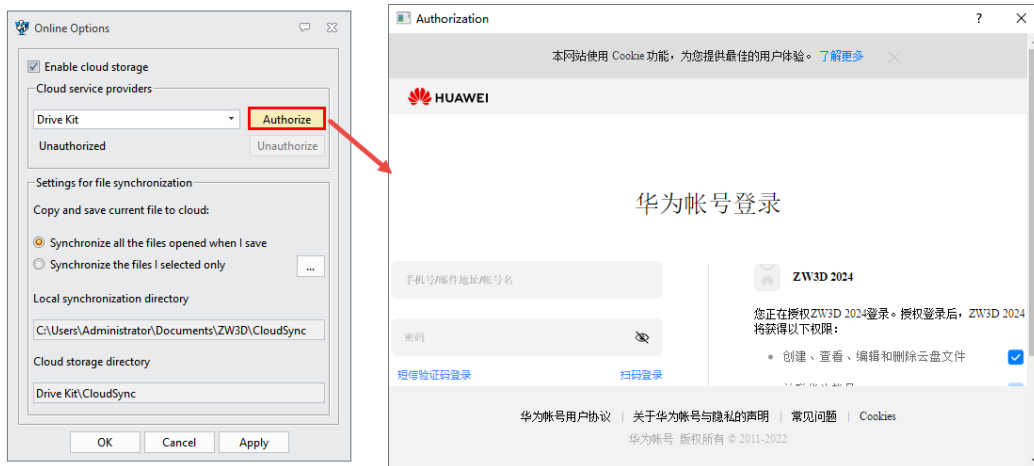 Online Options
Enable cloud storage
Cloud service providers
Drive Kit
Authorize
Unauthorized
Unauthorize
Settings for file synchronization
Copy and save current file to cloud:
Synchronize all the files opened when I save
Synchronize the files I selected only
...
Local synchronization directory
C:\Users\Administrator\Documents\ZW3D\CloudSync
Cloud storage directory
Drive Kit\CloudSync
OK Cancel Apply
Authorization
本网站使用 Cookie 功能，为您提供最佳的用户体验。 了解更多
HUAWEI
华为帐号登录
手机号/邮件地址/帐号名
密码
短信验证码登录 扫码登录
ZW3D 2024
您正在授权ZW3D 2024登录。授权登录后，ZW3D 2024
将获得以下权限：
创建、查看、编辑和删除云盘文件
华为帐号用户协议 | 关于华为帐号与隐私的声明 | 常见问题 | Cookies
华为帐号 版权所有 © 2011-2022